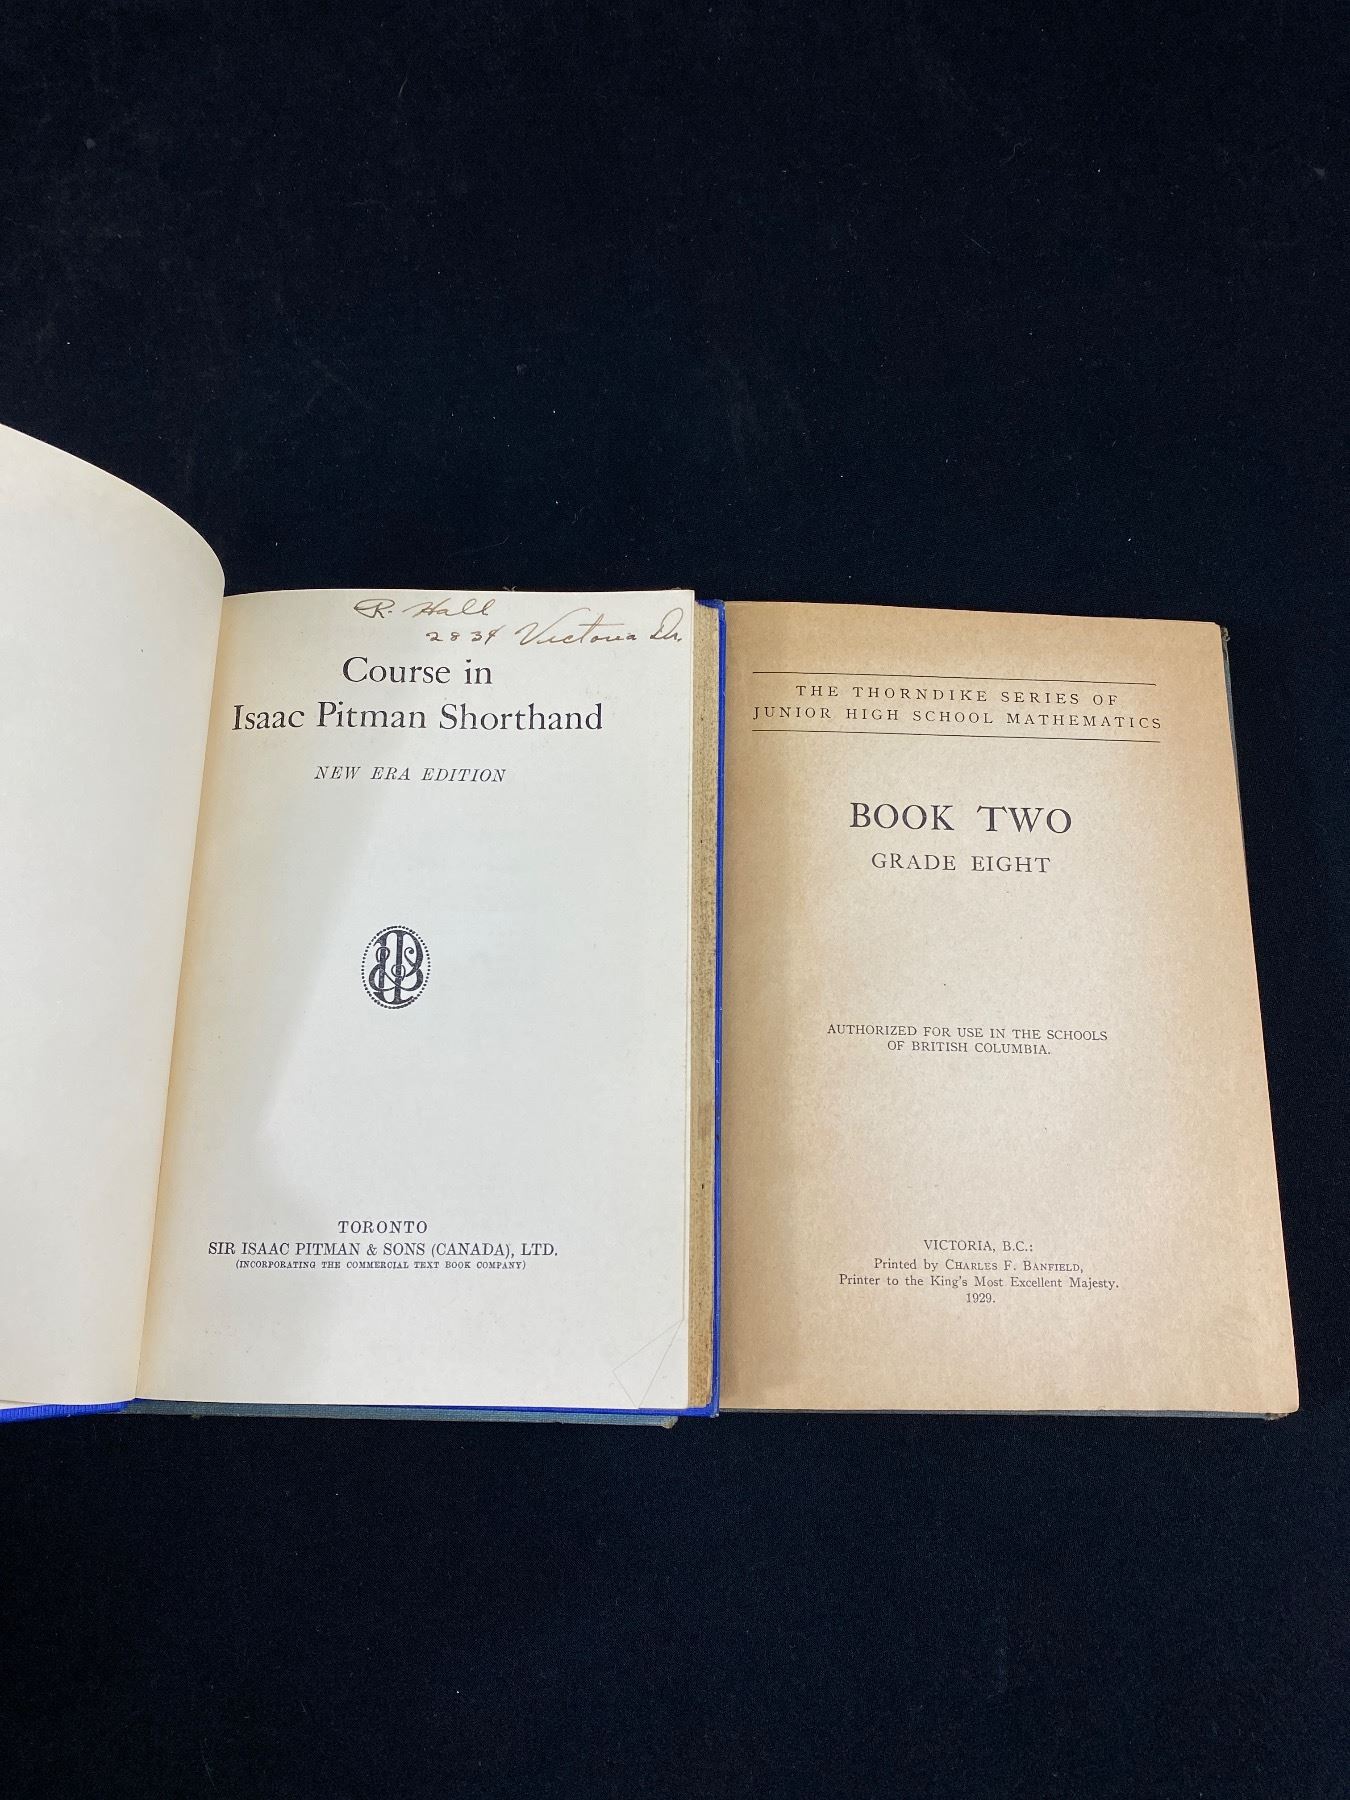 R. Hall
2834 Victoria Dr.
Course in
Isaac Pitman Shorthand
NEW ERA EDITION
TORONTO
SIR ISAAC PITMAN & SONS (CANADA), LTD.
(INCORPORATING THE COMMERCIAL TEXT BOOK COMPANY)
THE THORNDIKE SERIES OF
JUNIOR HIGH SCHOOL MATHEMATICS
BOOK TWO
GRADE EIGHT
AUTHORIZED FOR USE IN THE SCHOOLS
OF BRITISH COLUMBIA.
VICTORIA, B.C.:
Printed by CHARLES F. BANFIELD,
Printer to the King's Most Excellent Majesty.
1929.